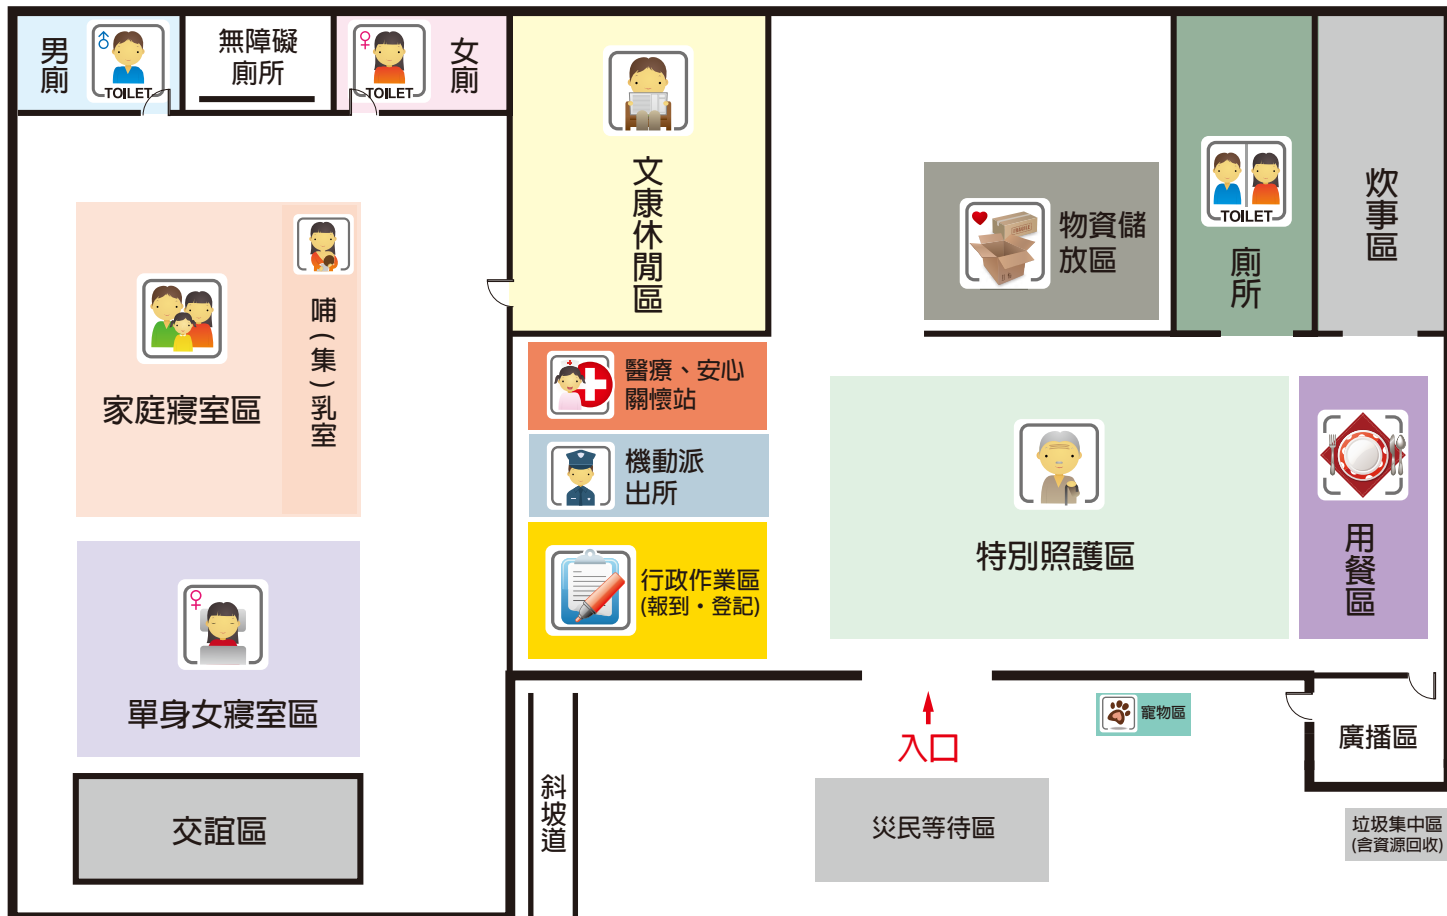 男廁
♂
TOILET
無障礙
廁所
♀
TOILET
女廁
文康休閒區
物資儲
放區
TOILET
廁所
炊事區
哺(集)乳室
家庭寢室區
醫療、安心
關懷站
機動派
出所
行政作業區
(報到・登記)
特別照護區
用餐區
♀
單身女寢室區
交誼區
斜坡道
入口
災民等待區
寵物區
廣播區
垃圾集中區
(含資源回收)